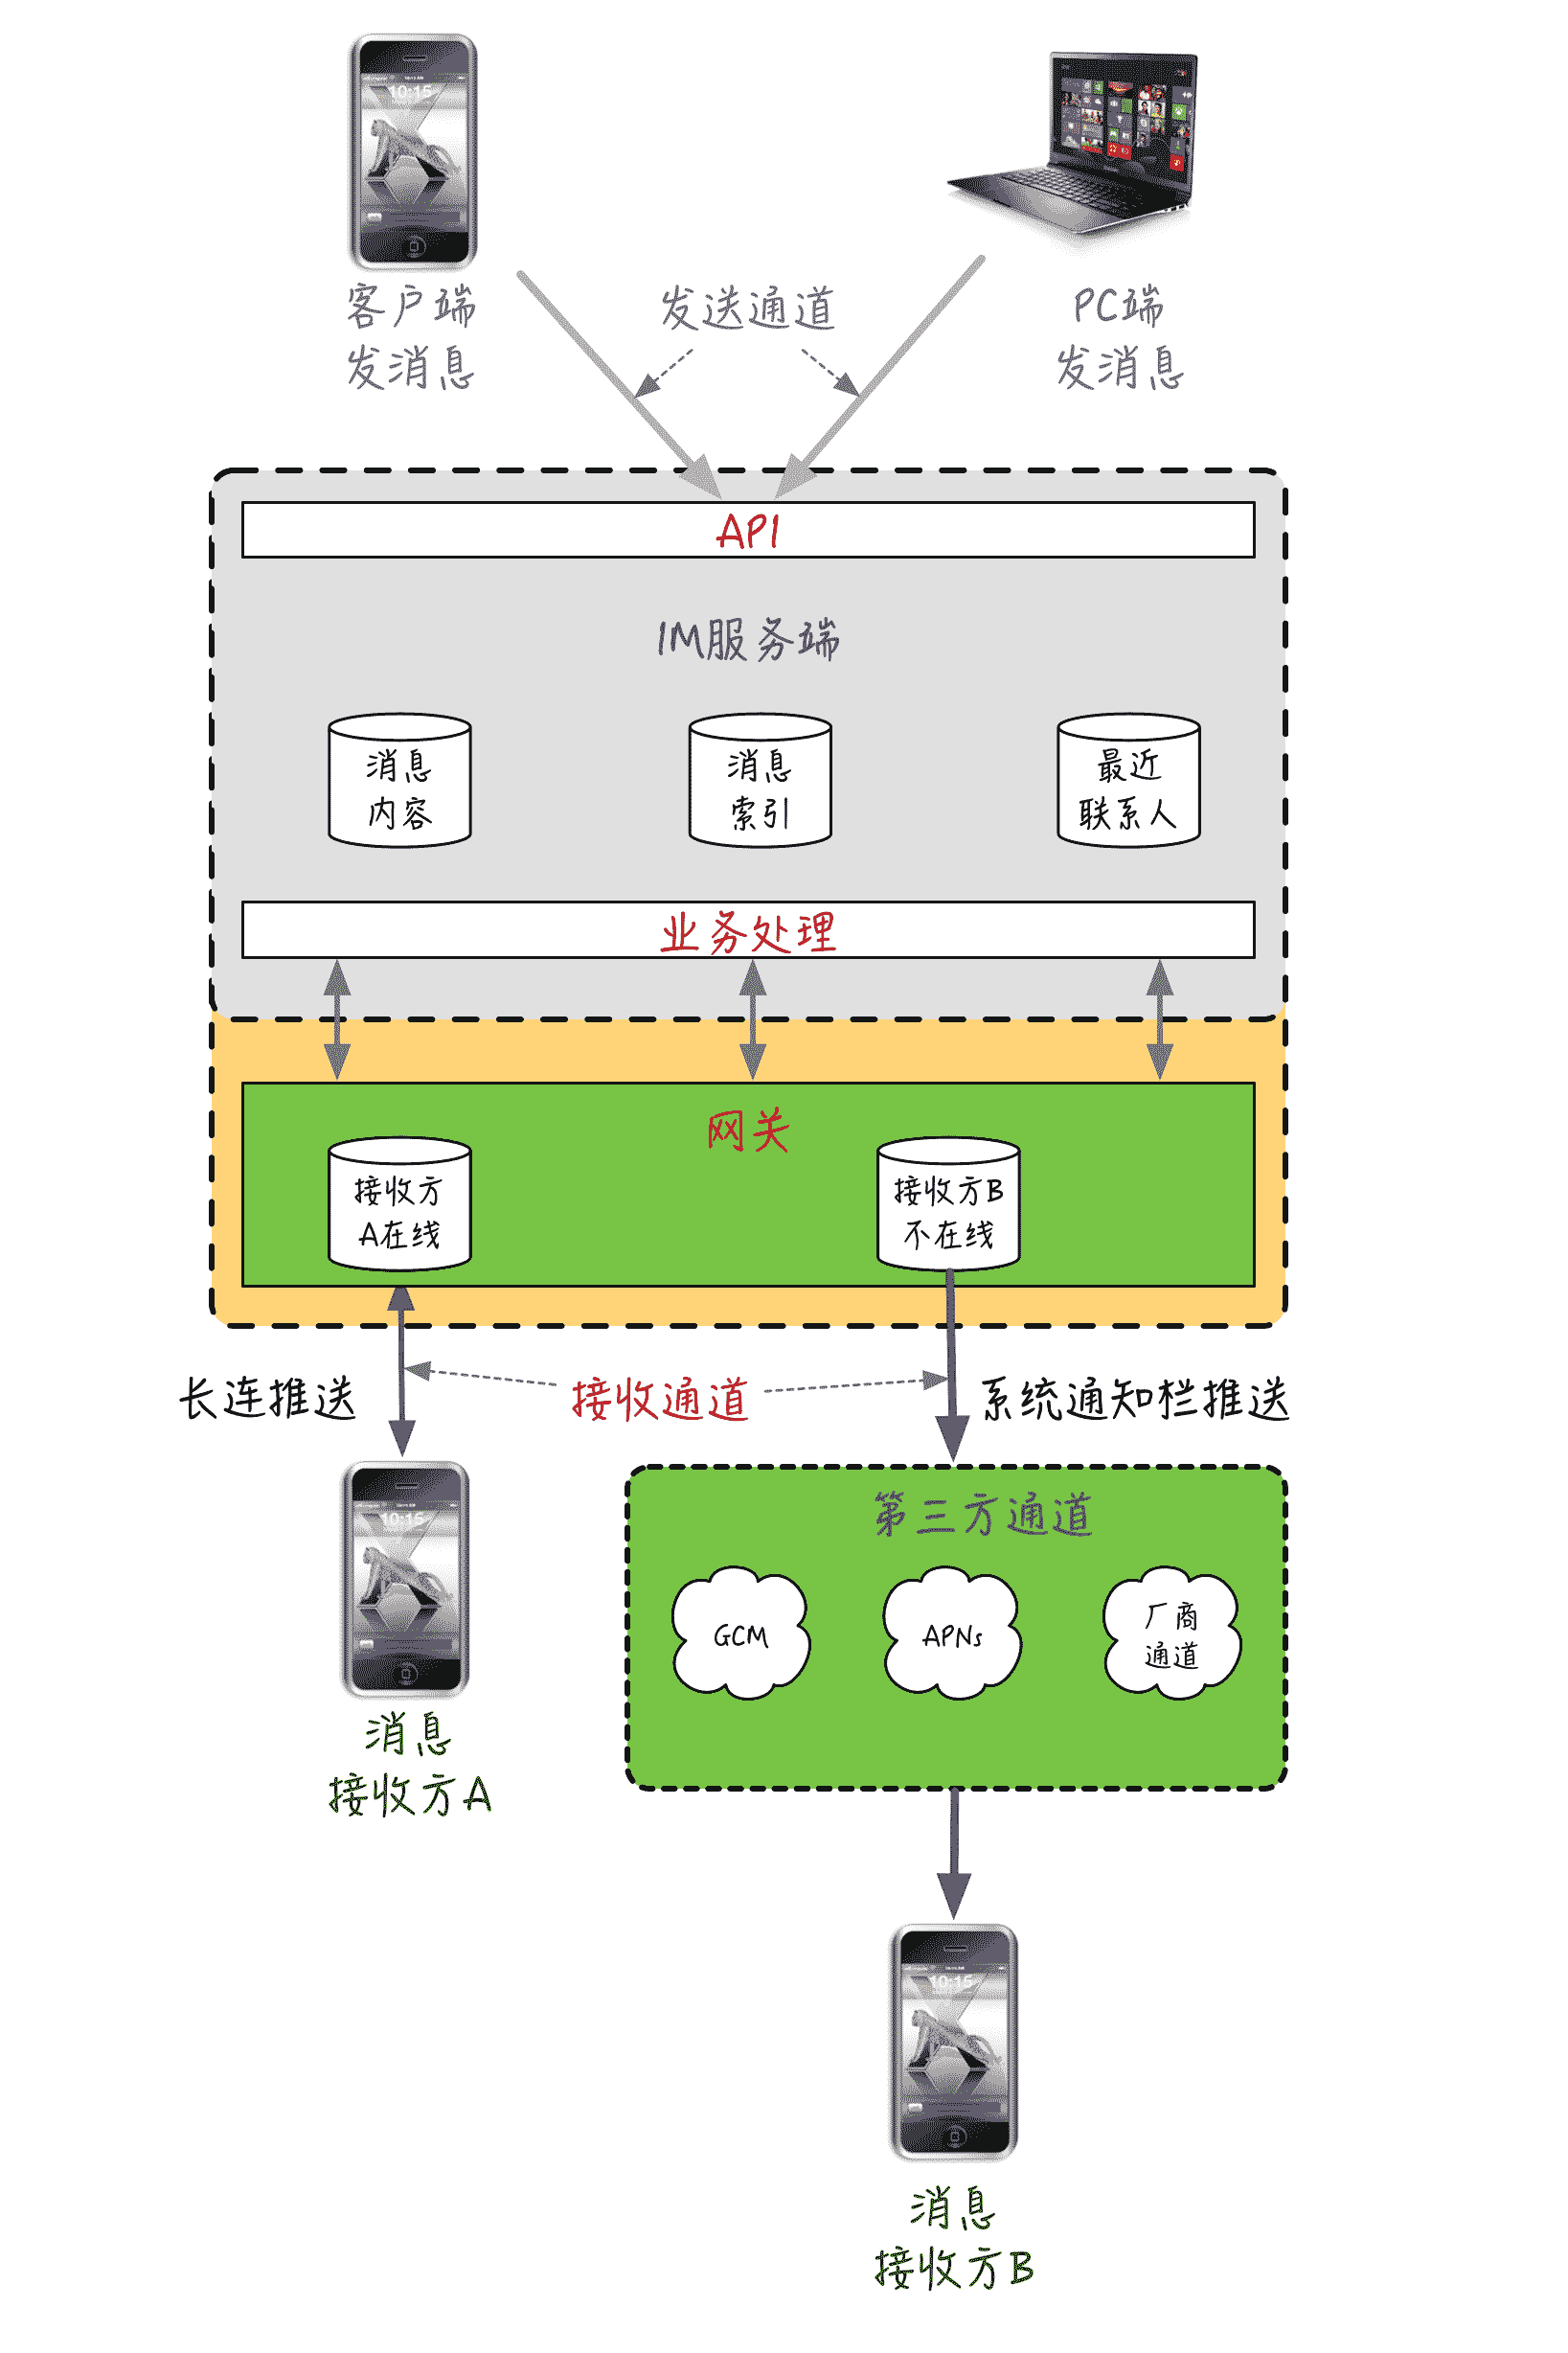 10:15
客户端
发消息
发送通道
PC端
发消息
API
IM服务端
消息
内容
消息
索引
最近
联系人
业务处理
网关
接收方
A在线
接收方B
不在线
长连推送
接收通道
系统通知栏推送
10:15
消息
接收方A
第三方通道
GCM
APNs
厂商
通道
10:15
消息
接收方B